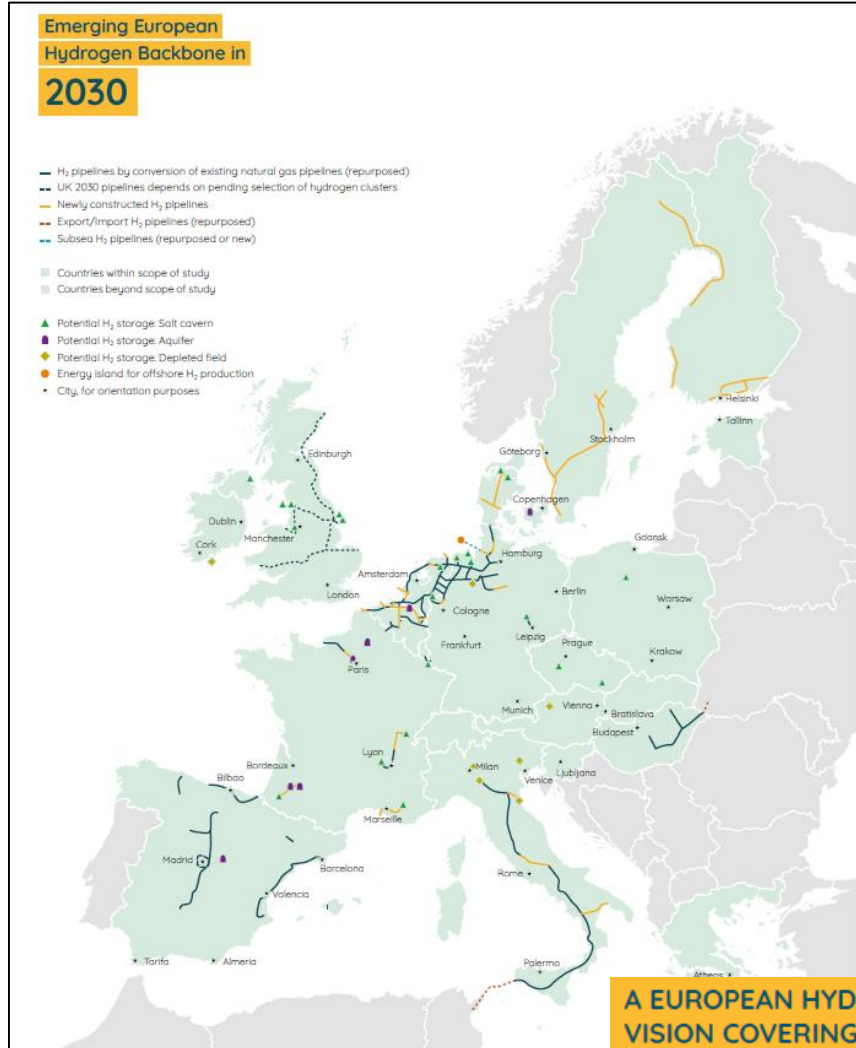 Emerging European
Hydrogen Backbone in
2030
H₂ pipelines by conversion of existing natural gas pipelines (repurposed)
UK 2030 pipelines depends on pending selection of hydrogen clusters
Newly constructed H₂ pipelines
Export/Import H₂ pipelines (repurposed)
Subsea H₂ pipelines (repurposed or new)
Countries within scope of study
Countries beyond scope of study
Potential H₂ storage: Salt cavern
Potential H₂ storage: Aquifer
Potential H₂ storage: Depleted field
Energy island for offshore H₂ production
City, for orientation purposes
Helsinki
Tallinn
Stockholm
Göteborg
Edinburgh
Copenhagen
Dublin
Manchester
Cork
Gdansk
Hamburg
Amsterdam
London
Berlin
Warsaw
Cologne
Leipzig
Frankfurt
Prague
Krakow
Paris
Munich
Vienna
Bratislava
Budapest
Lyon
Milan
Venice
Ljubljana
Bordeaux
Bilbao
Marseille
Madrid
Barcelona
Rome
Valencia
Palermo
Tarifa
Almeria
Athens
A EUROPEAN HYD
VISION COVERING